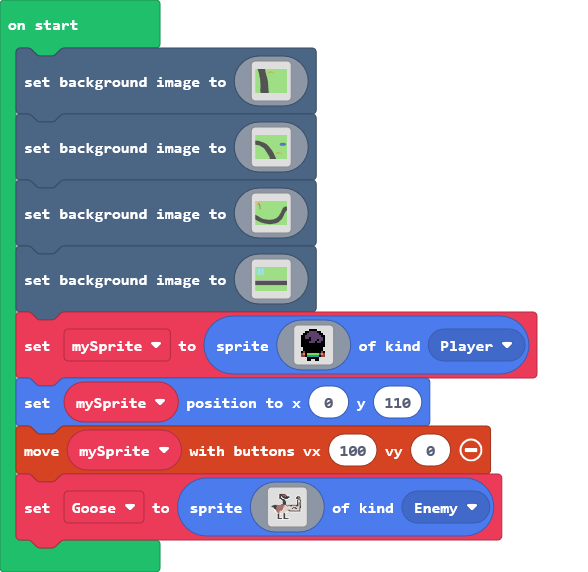 on start
set background image to
set background image to
set background image to
set background image to
set mySprite to sprite of kind Player
set mySprite position to x 0 y 110
move mySprite with buttons vx 100 vy 0
set Goose to sprite of kind Enemy